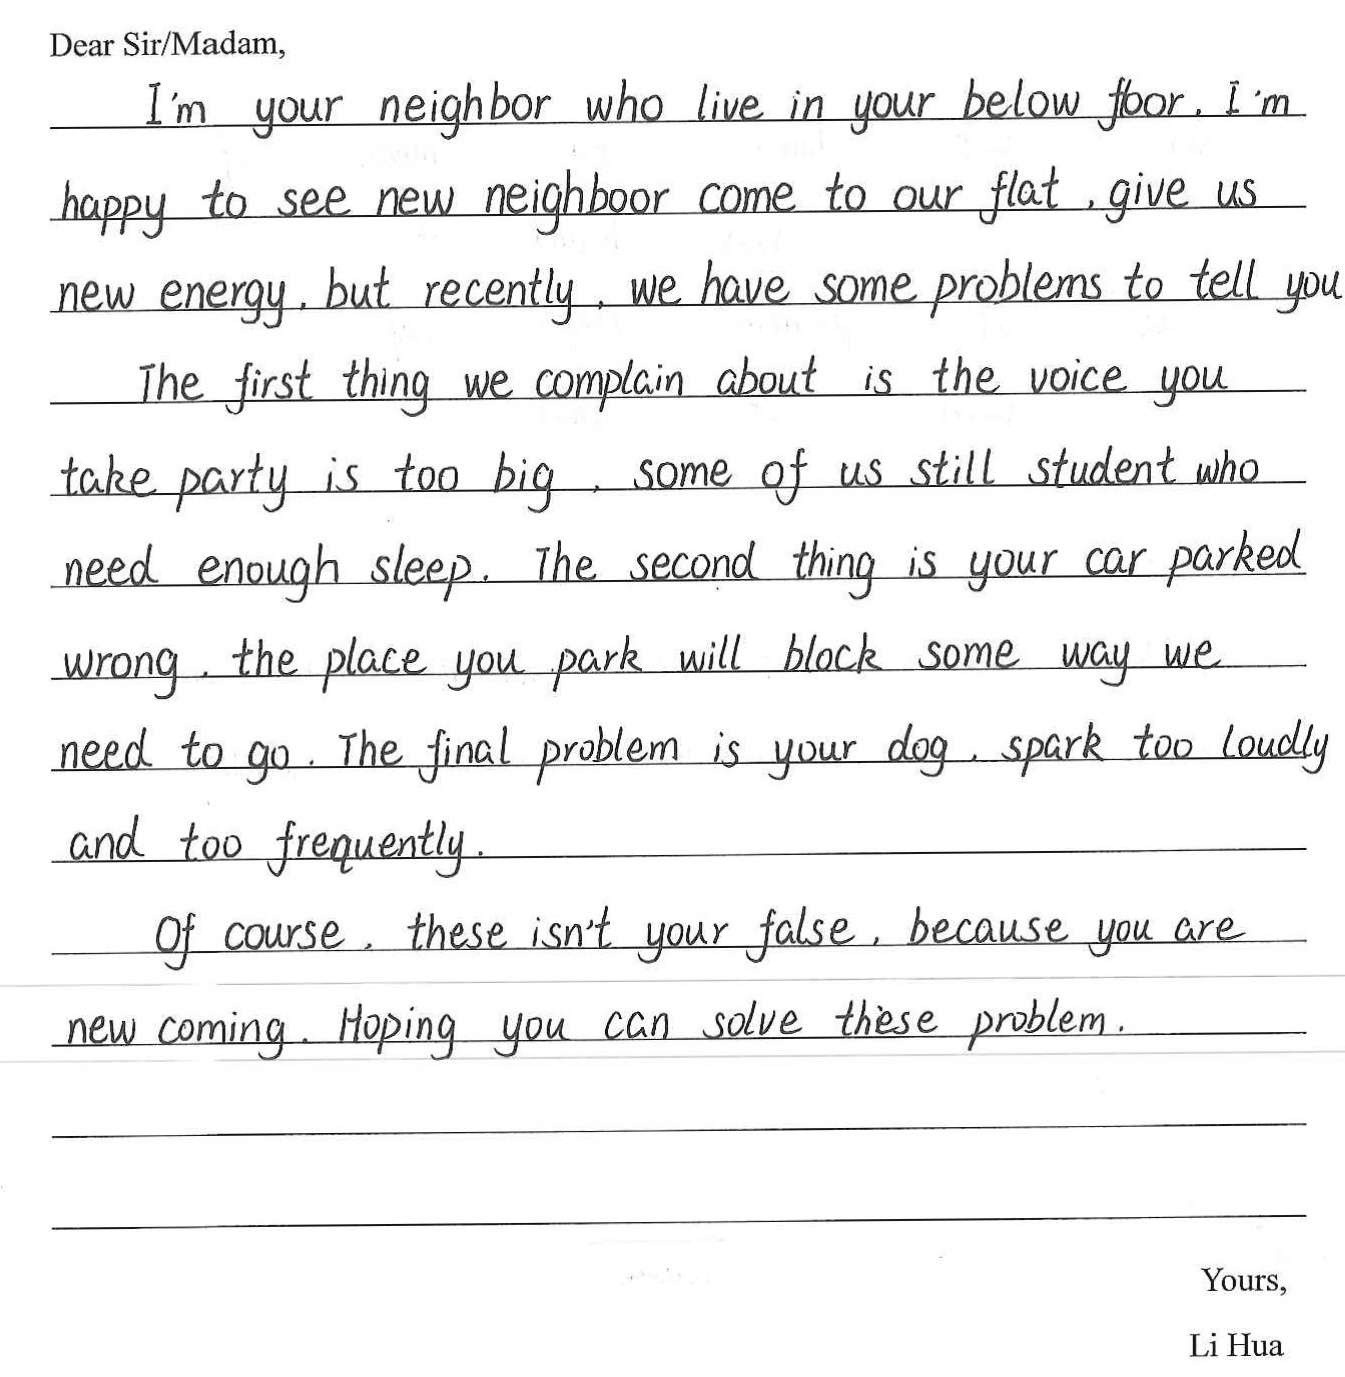 Dear Sir/Madam,
I'm your neighbor who live in your below floor. I'm
happy to see new neighboor come to our flat, give us
new energy, but recently, we have some problems to tell you
The first thing we complain about is the voice you
take party is too big, some of us still student who
need enough sleep. The second thing is your car parked
wrong, the place you park will block some way we
need to go. The final problem is your dog, spark too loudly
and too frequently.
Of course, these isn't your false, because you are
new coming. Hoping you can solve these problem.
Yours,
Li Hua